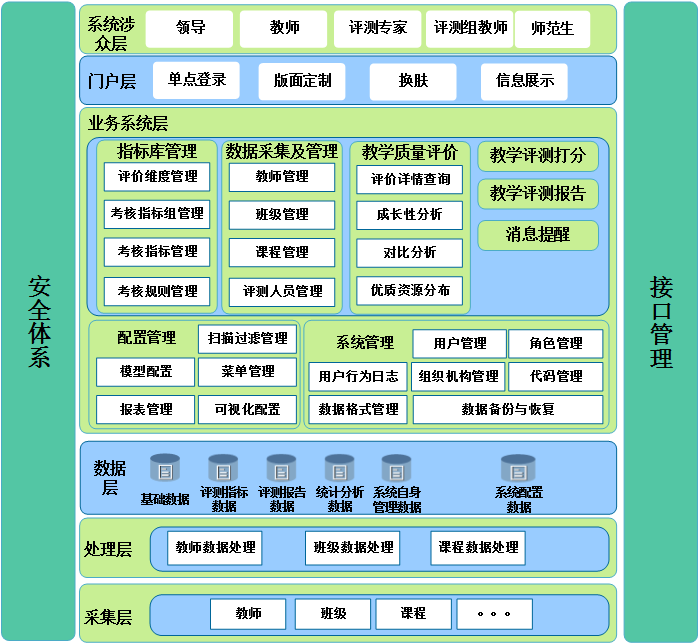 安全体系
系统涉
众层
领导
教师
评测专家
评测组教师
师范生
门户层
单点登录
版面定制
换肤
信息展示
业务系统层
指标库管理
评价维度管理
考核指标组管理
考核指标管理
考核规则管理
数据采集及管理
教师管理
班级管理
课程管理
评测人员管理
教学质量评价
评价详情查询
成长性分析
对比分析
优质资源分布
教学评测打分
教学评测报告
消息提醒
配置管理
扫描过滤管理
模型配置
菜单管理
报表管理
可视化配置
系统管理
用户管理
角色管理
用户行为日志
组织机构管理
代码管理
数据格式管理
数据备份与恢复
数据
层
基础数据
评测指标
数据
评测报告
数据
统计分析
数据
系统自身
管理数据
系统配置
数据
处理层
教师数据处理
班级数据处理
课程数据处理
采集层
教师
班级
课程
。。。
接口管理